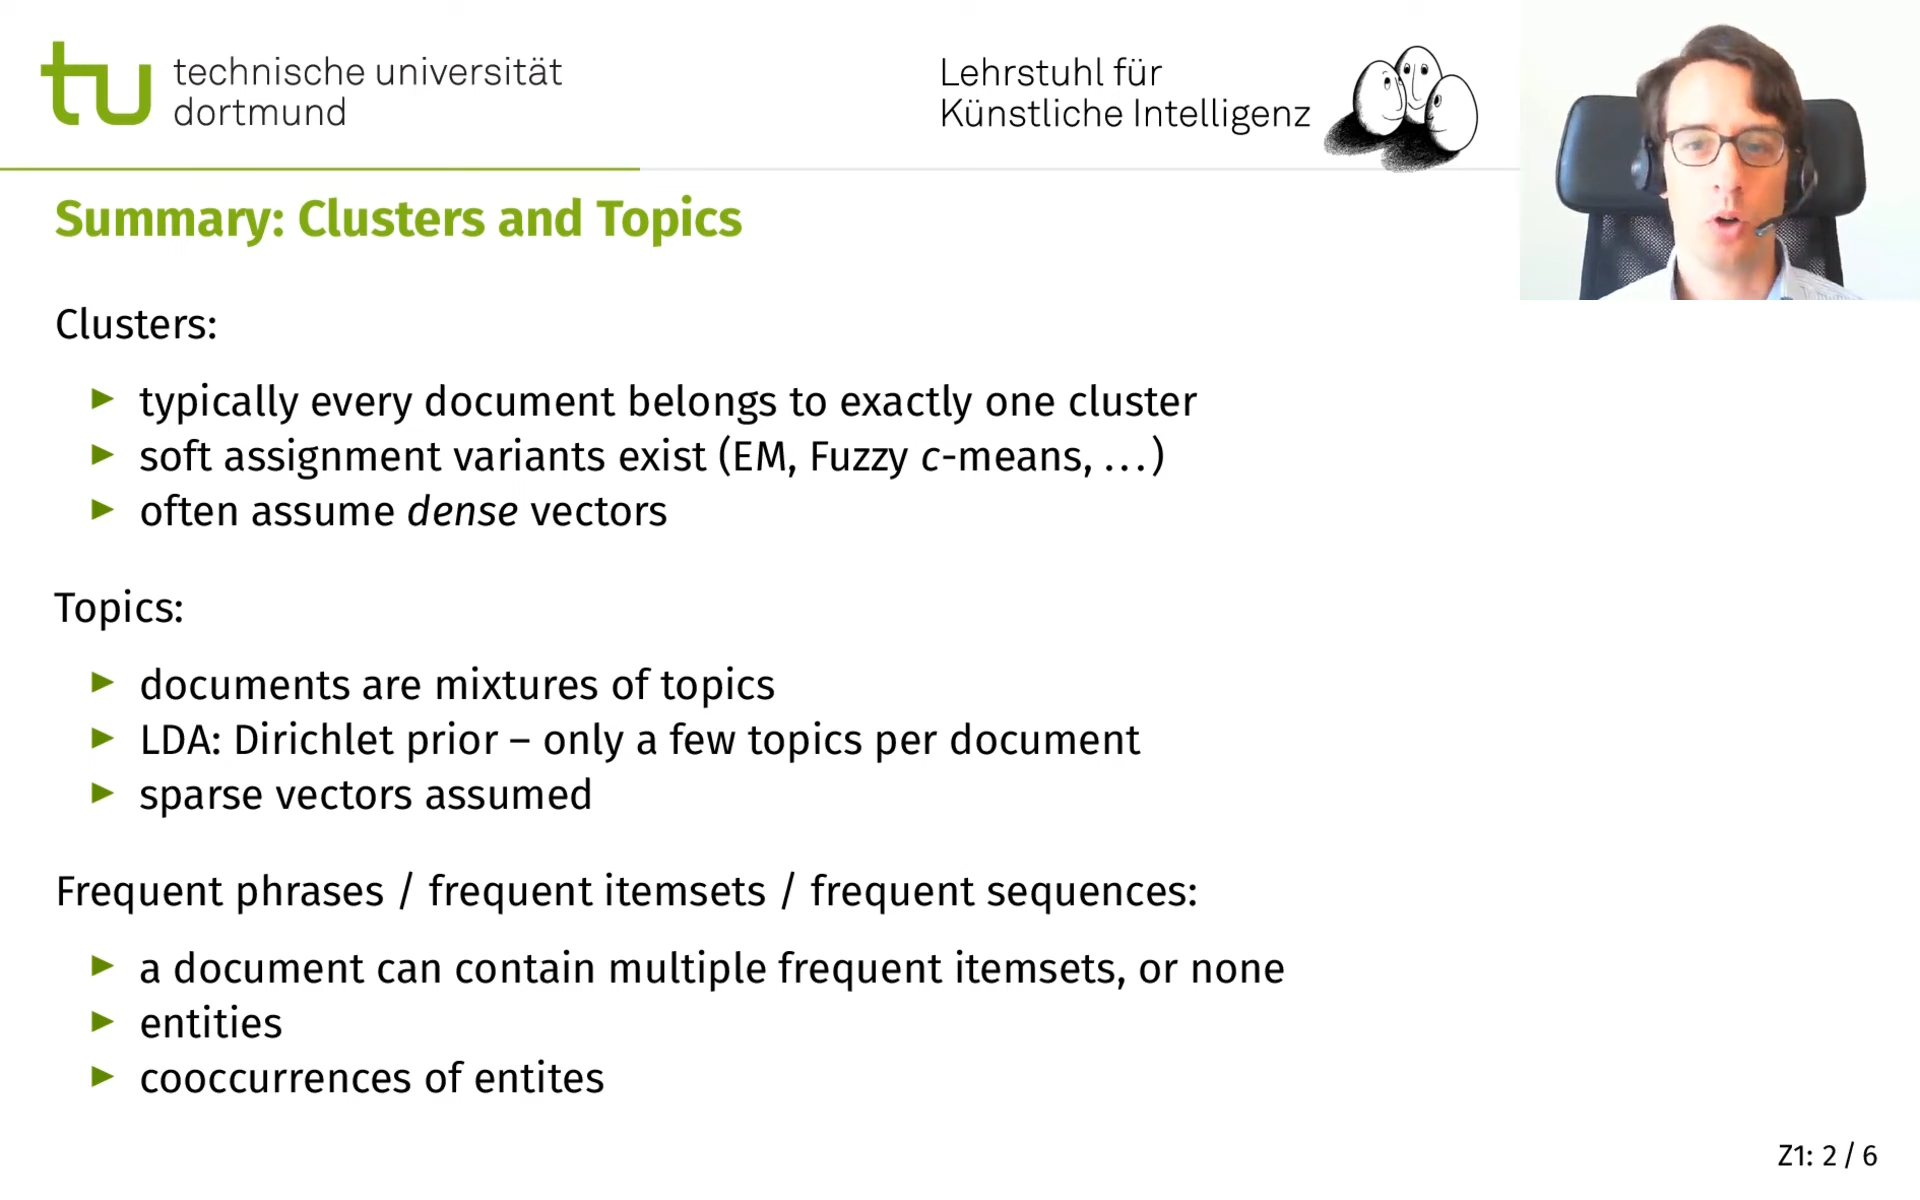 tu technische universität
dortmund
Lehrstuhl für
Künstliche Intelligenz
Summary: Clusters and Topics
Clusters:
▶ typically every document belongs to exactly one cluster
▶ soft assignment variants exist (EM, Fuzzy c-means, …)
▶ often assume dense vectors
Topics:
▶ documents are mixtures of topics
▶ LDA: Dirichlet prior – only a few topics per document
▶ sparse vectors assumed
Frequent phrases / frequent itemsets / frequent sequences:
▶ a document can contain multiple frequent itemsets, or none
▶ entities
▶ cooccurrences of entites
Z1: 2 / 6